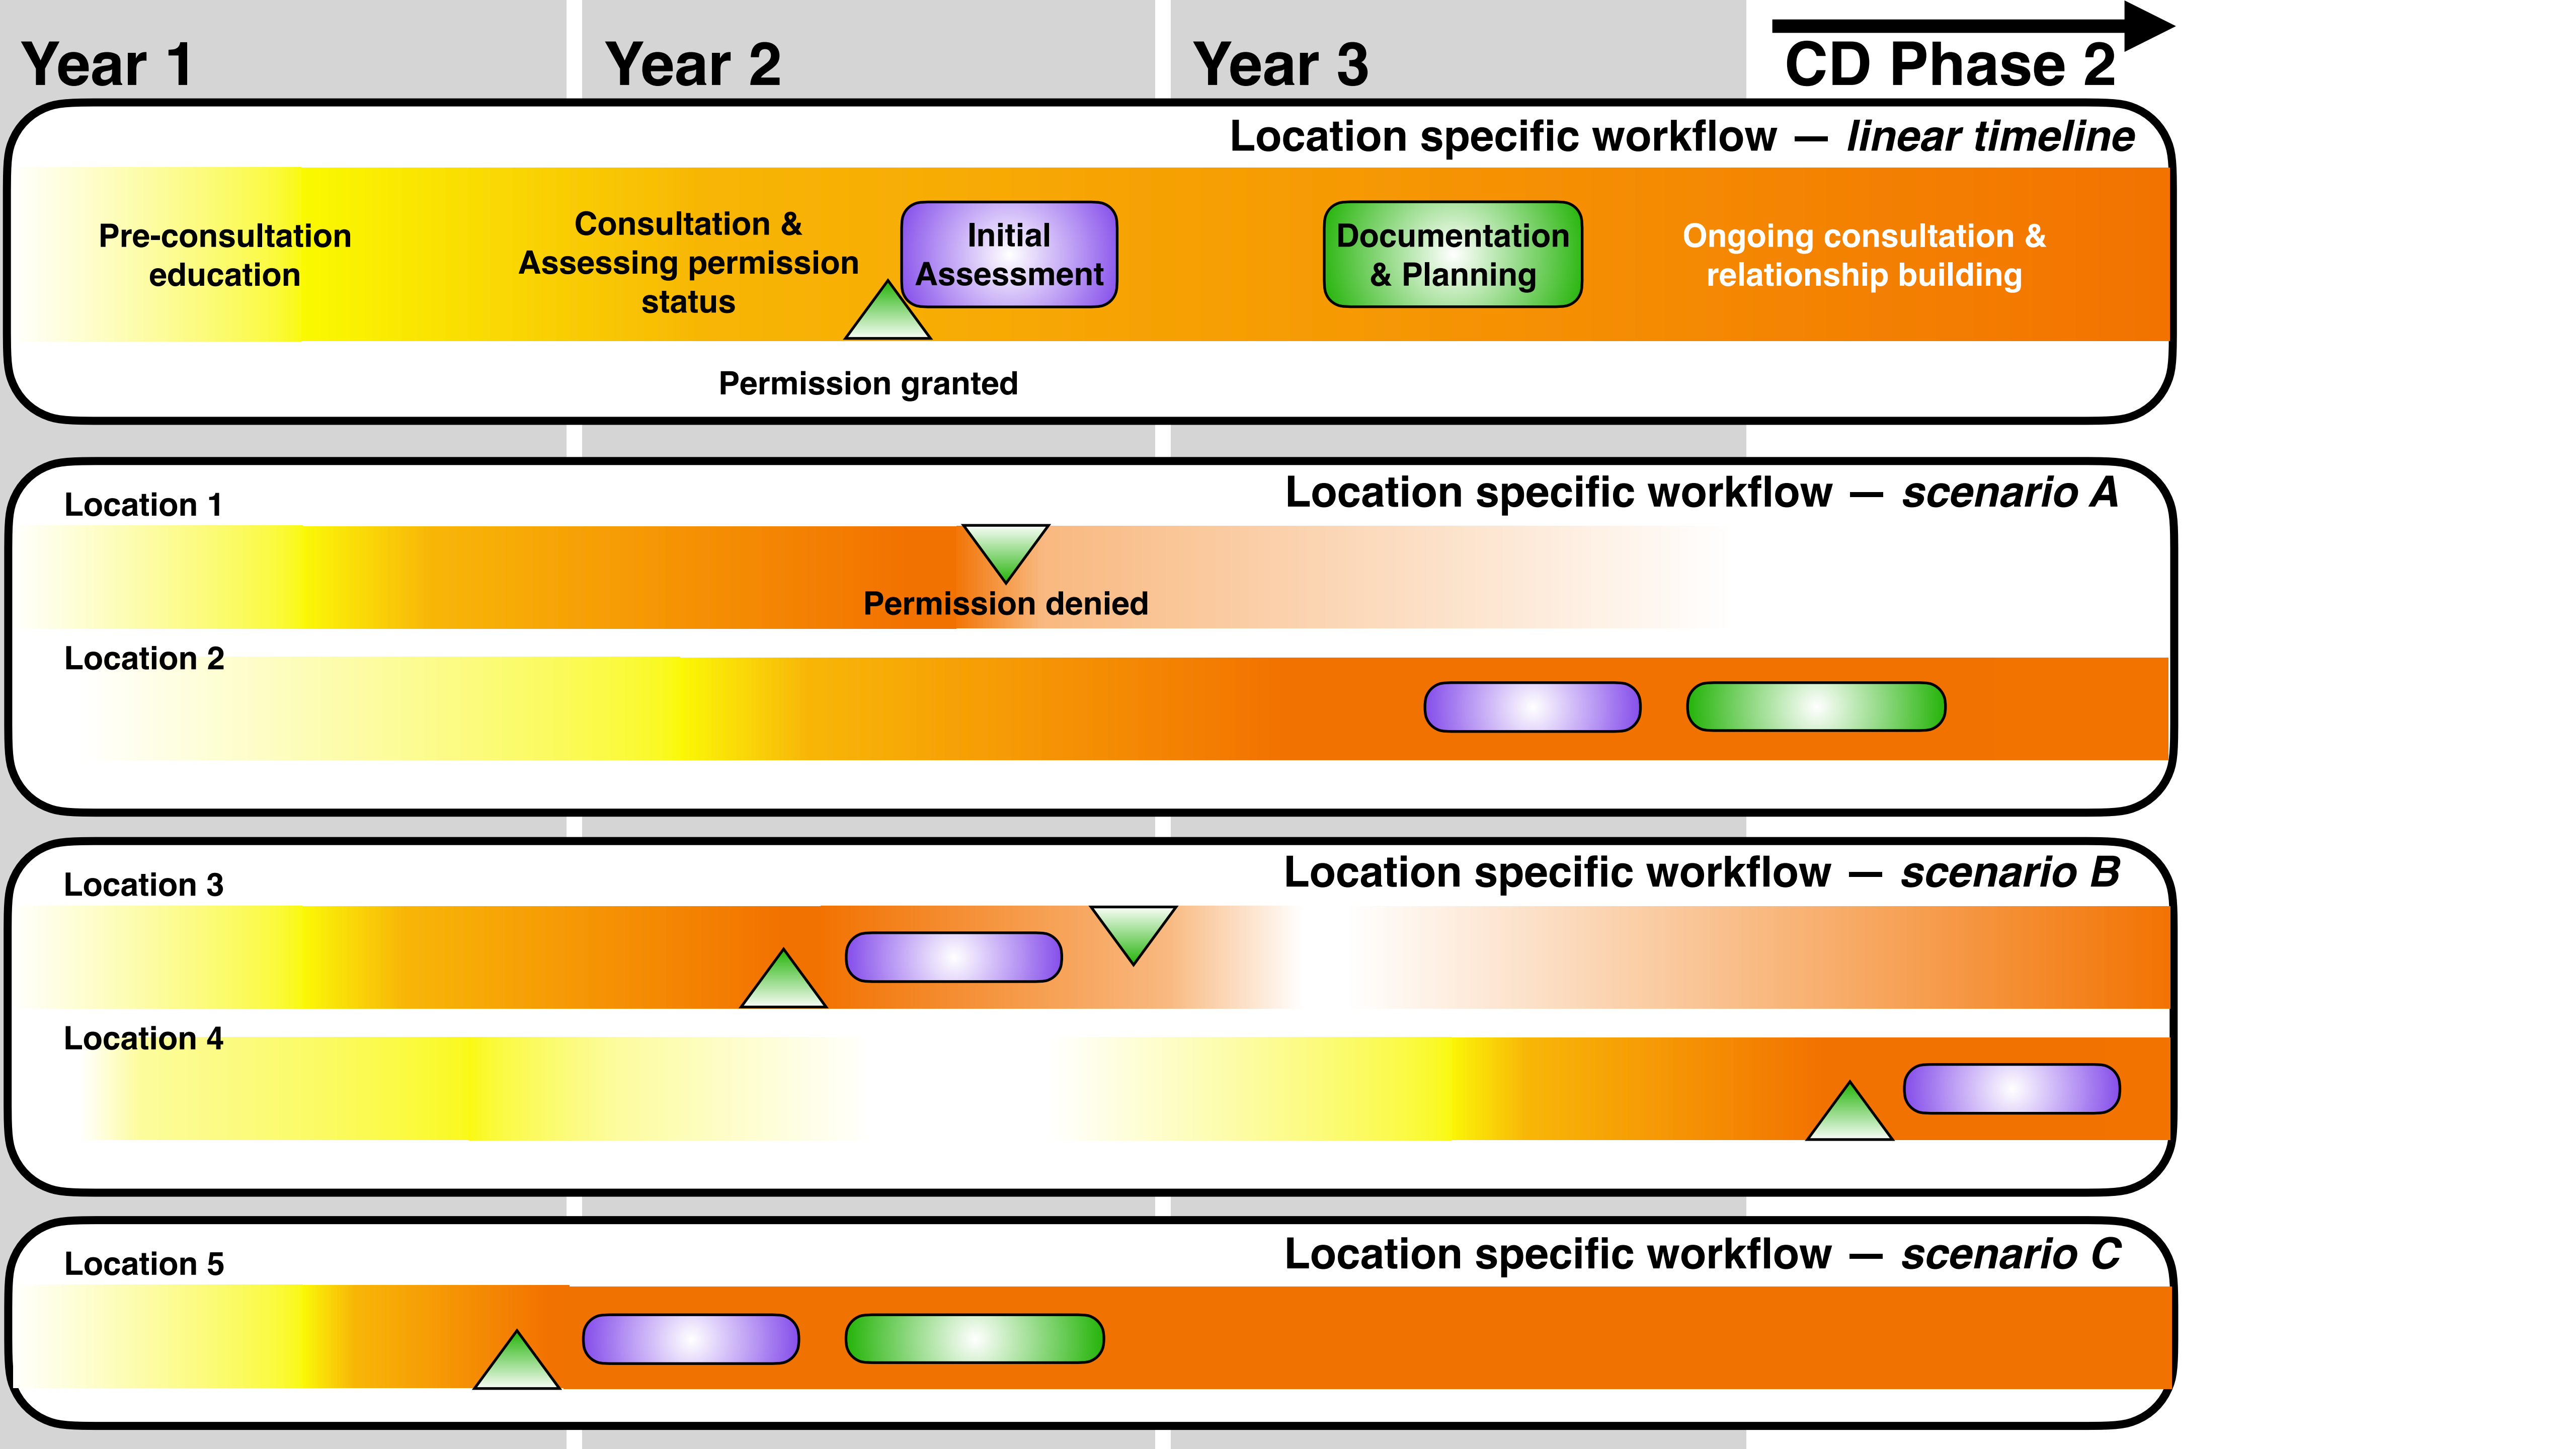 Year 1
Year 2
Year 3
CD Phase 2
Location specific workflow — linear timeline
Pre-consultation
education
Consultation &
Assessing permission
status
Initial
Assessment
Documentation
& Planning
Ongoing consultation &
relationship building
Permission granted
Location specific workflow — scenario A
Location 1
Permission denied
Location 2
Location specific workflow — scenario B
Location 3
Location 4
Location specific workflow — scenario C
Location 5